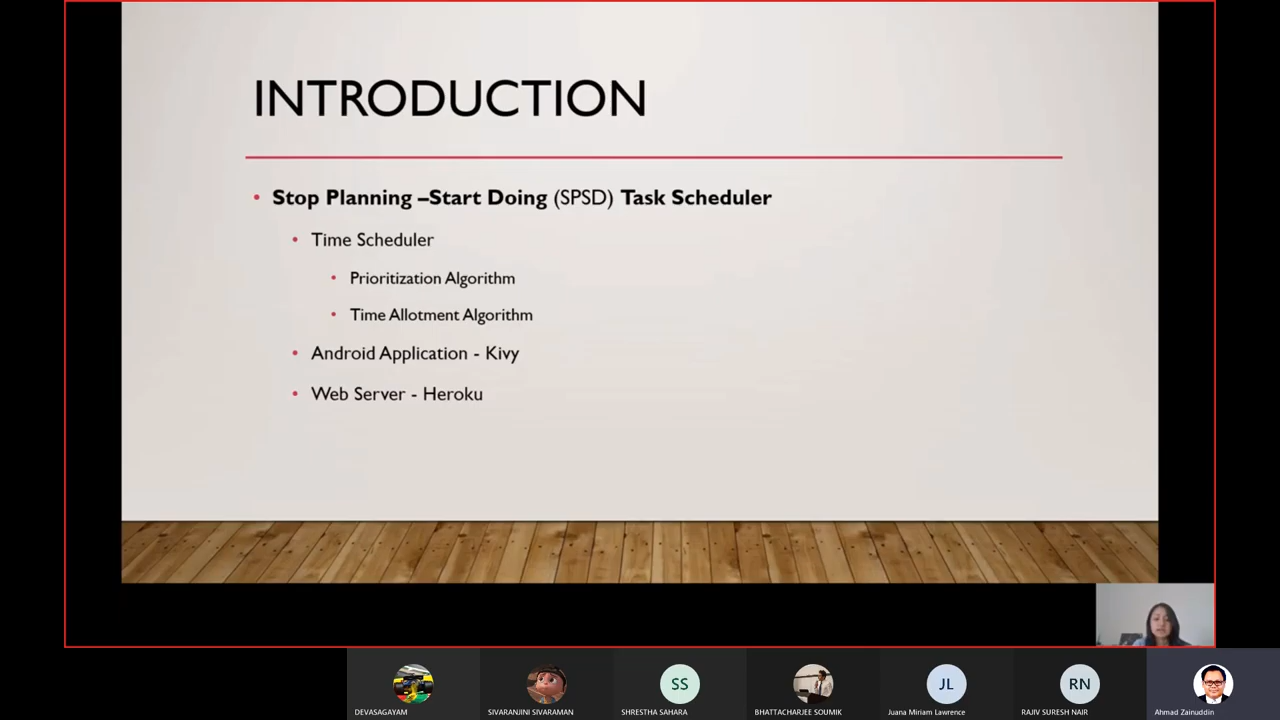 INTRODUCTION
Stop Planning –Start Doing (SPSD) Task Scheduler
Time Scheduler
Prioritization Algorithm
Time Allotment Algorithm
Android Application - Kivy
Web Server - Heroku
SS
JL
RN
DEVASAGAYAM
SIVARANJINI SIVARAMAN
SHRESTHA SAHARA
BHATTACHARJEE SOUMIK
Juana Miriam Lawrence
RAJIV SURESH NAIR
Ahmad Zainuddin